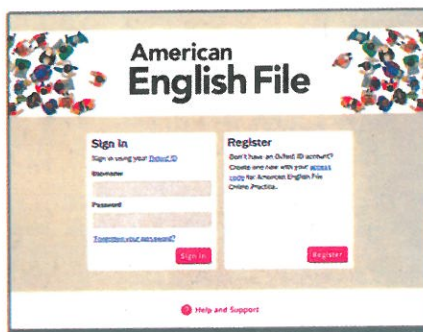 American
English File
Sign in
Sign in using your Oxford ID
Username
Password
Forgotten your password?
Sign in
Register
Don't have an Oxford ID account?
Create one now with your access
code for American English File
Online Practice.
Register
? Help and Support